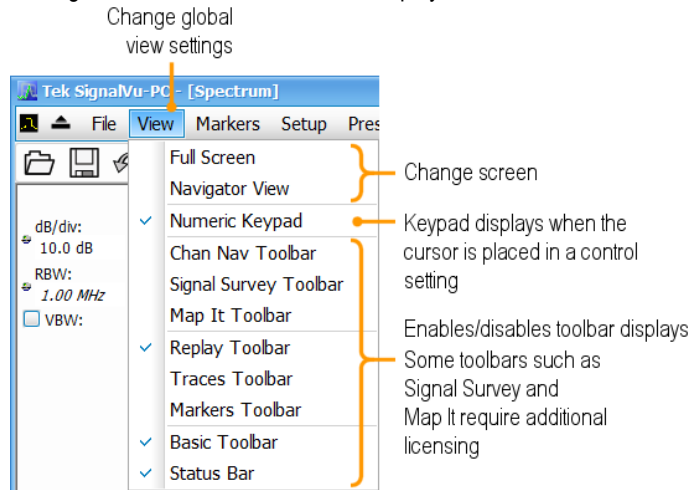 Change global
view settings
Tek SignalVu-PC - [Spectrum]
File View Markers Setup Pres
Full Screen
Navigator View
Change screen
Numeric Keypad
Keypad displays when the
cursor is placed in a control
setting
dB/div:
10.0 dB
RBW:
1.00 MHz
VBW:
Chan Nav Toolbar
Signal Survey Toolbar
Map It Toolbar
Replay Toolbar
Traces Toolbar
Markers Toolbar
Basic Toolbar
Status Bar
Enables/disables toolbar displays
Some toolbars such as
Signal Survey and
Map It require additional
licensing